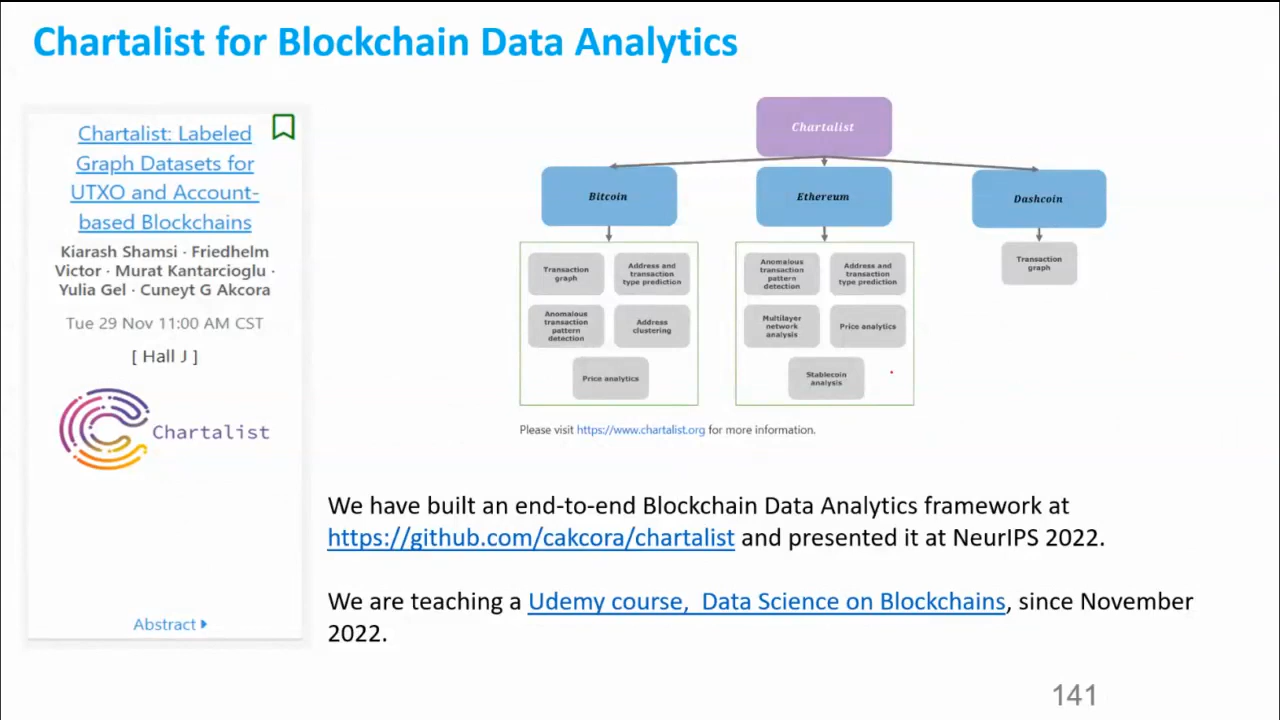 Chartalist for Blockchain Data Analytics
Chartalist: Labeled
Graph Datasets for
UTXO and Account-
based Blockchains
Kiarash Shamsi · Friedhelm
Victor · Murat Kantarcioglu ·
Yulia Gel · Cuneyt G Akcora
Tue 29 Nov 11:00 AM CST
[ Hall J ]
Chartalist
Abstract
Chartalist
Bitcoin
Ethereum
Dashcoin
Transaction
graph
Address and
transaction
type prediction
Anomalous
transaction
pattern
detection
Address
clustering
Price analytics
Anomalous
transaction
pattern
detection
Address and
transaction
type prediction
Multilayer
network
analysis
Price analytics
Stablecoin
analysis
Transaction
graph
Please visit https://www.chartalist.org for more information.
We have built an end-to-end Blockchain Data Analytics framework at
https://github.com/cakcora/chartalist and presented it at NeurIPS 2022.
We are teaching a Udemy course,  Data Science on Blockchains, since November
2022.
141